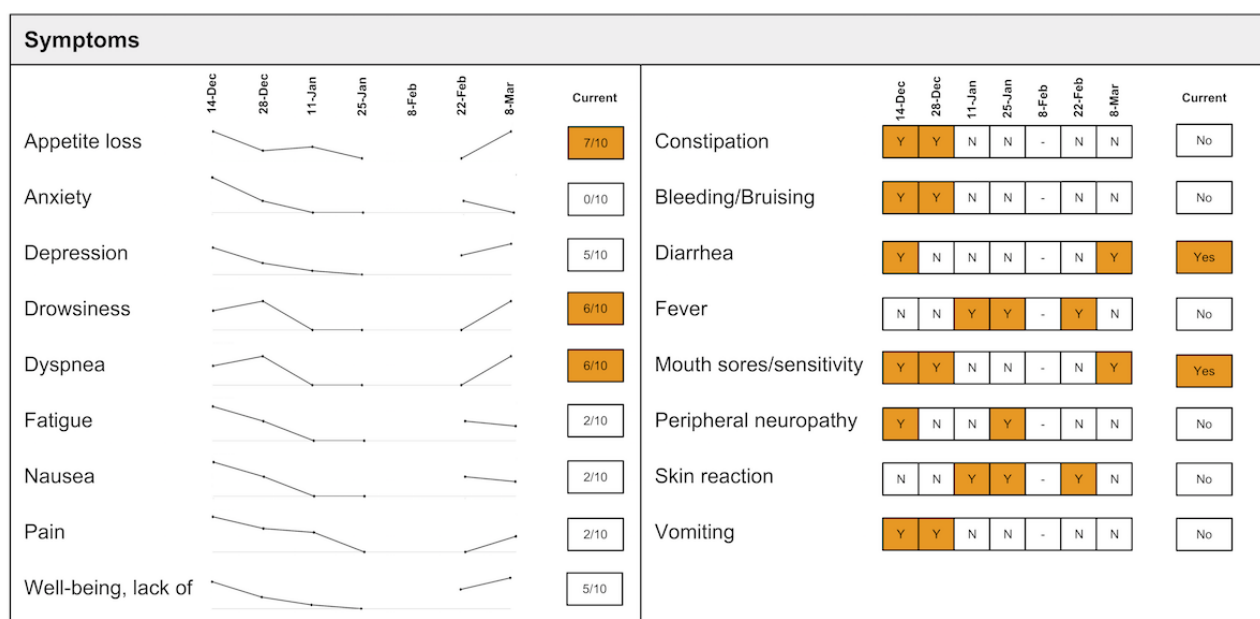 Symptoms
14-Dec 28-Dec 11-Jan 25-Jan 8-Feb 22-Feb 8-Mar Current
Appetite loss 7/10
Anxiety 0/10
Depression 5/10
Drowsiness 6/10
Dyspnea 6/10
Fatigue 2/10
Nausea 2/10
Pain 2/10
Well-being, lack of 5/10
14-Dec 28-Dec 11-Jan 25-Jan 8-Feb 22-Feb 8-Mar Current
Constipation Y Y N N - N N No
Bleeding/Bruising Y Y N N - N N No
Diarrhea Y N N N - N Y Yes
Fever N N Y Y - Y N No
Mouth sores/sensitivity Y Y N N - N Y Yes
Peripheral neuropathy Y N N Y - N N No
Skin reaction N N Y Y - Y N No
Vomiting Y Y N N - N N No